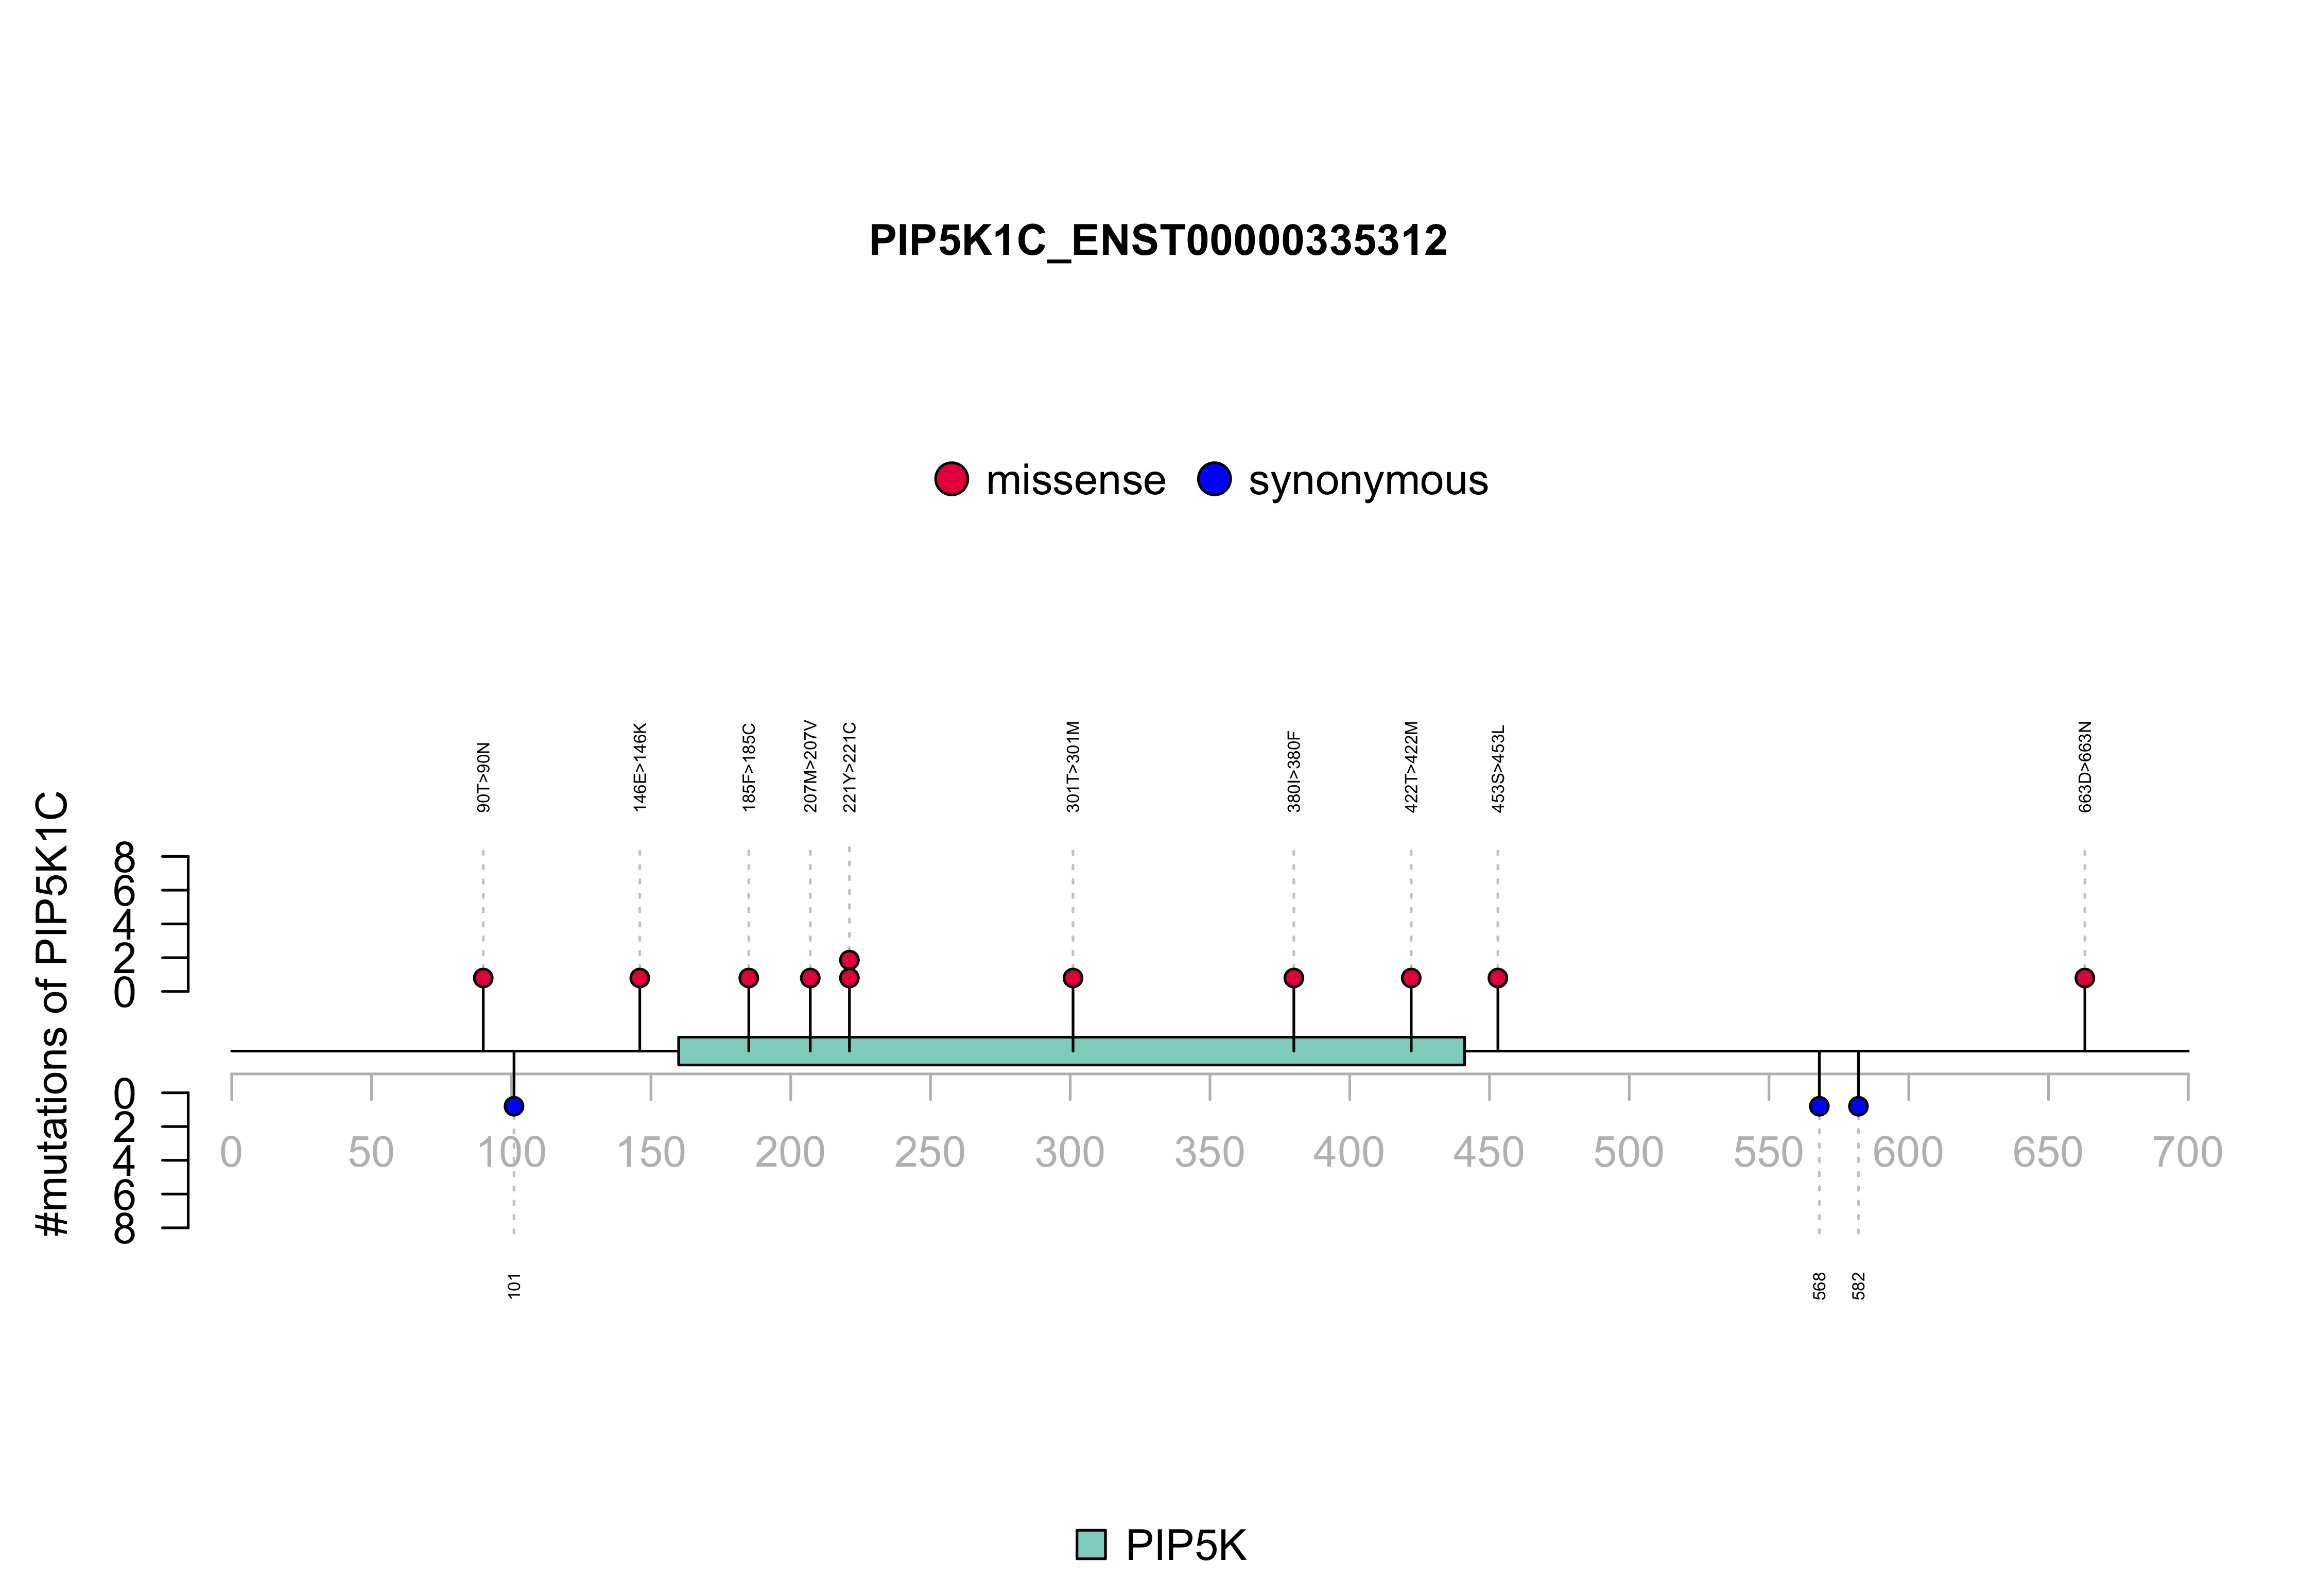 PIP5K1C_ENST00000335312
missense synonymous
90T>90N 146E>146K 185F>185C 207M>207V 221Y>221C 301T>301M 380I>380F 422T>422M 453S>453L 663D>663N
#mutations of PIP5K1C
8
6
4
2
0
0
2
4
6
8
0 50 100 150 200 250 300 350 400 450 500 550 600 650 700
101 568 582
PIP5K